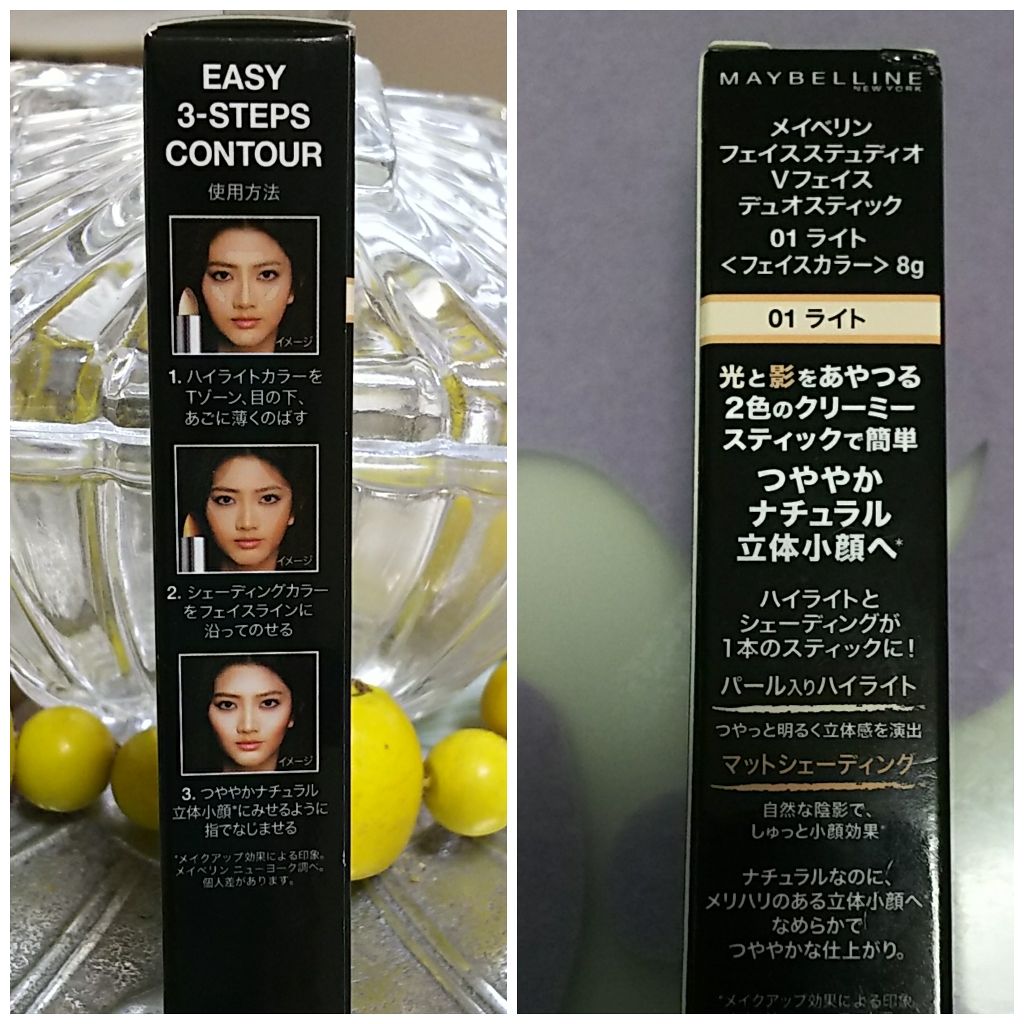 EASY
3-STEPS
CONTOUR
使用方法
イメージ
1. ハイライトカラーを
Tゾーン、目の下、
あごに薄くのばす
イメージ
2. シェーディングカラー
をフェイスラインに
沿ってのせる
イメージ
3. つややかナチュラル
立体小顔*にみせるように
指でなじませる
*メイクアップ効果による印象。
メイベリン ニューヨーク調べ。
個人差があります。
MAYBELLINE
NEW YORK
メイベリン
フェイスステュディオ
Vフェイス
デュオスティック
01 ライト
<フェイスカラー> 8g
01 ライト
光と影をあやつる
2色のクリーミー
スティックで簡単
つややか
ナチュラル
立体小顔へ*
ハイライトと
シェーディングが
1本のスティックに!
パール入りハイライト
つやっと明るく立体感を演出
マットシェーディング
自然な陰影で、
しゅっと小顔効果*
ナチュラルなのに、
メリハリのある立体小顔へ*
なめらかで
つややかな仕上がり。
*メイクアップ効果による印象